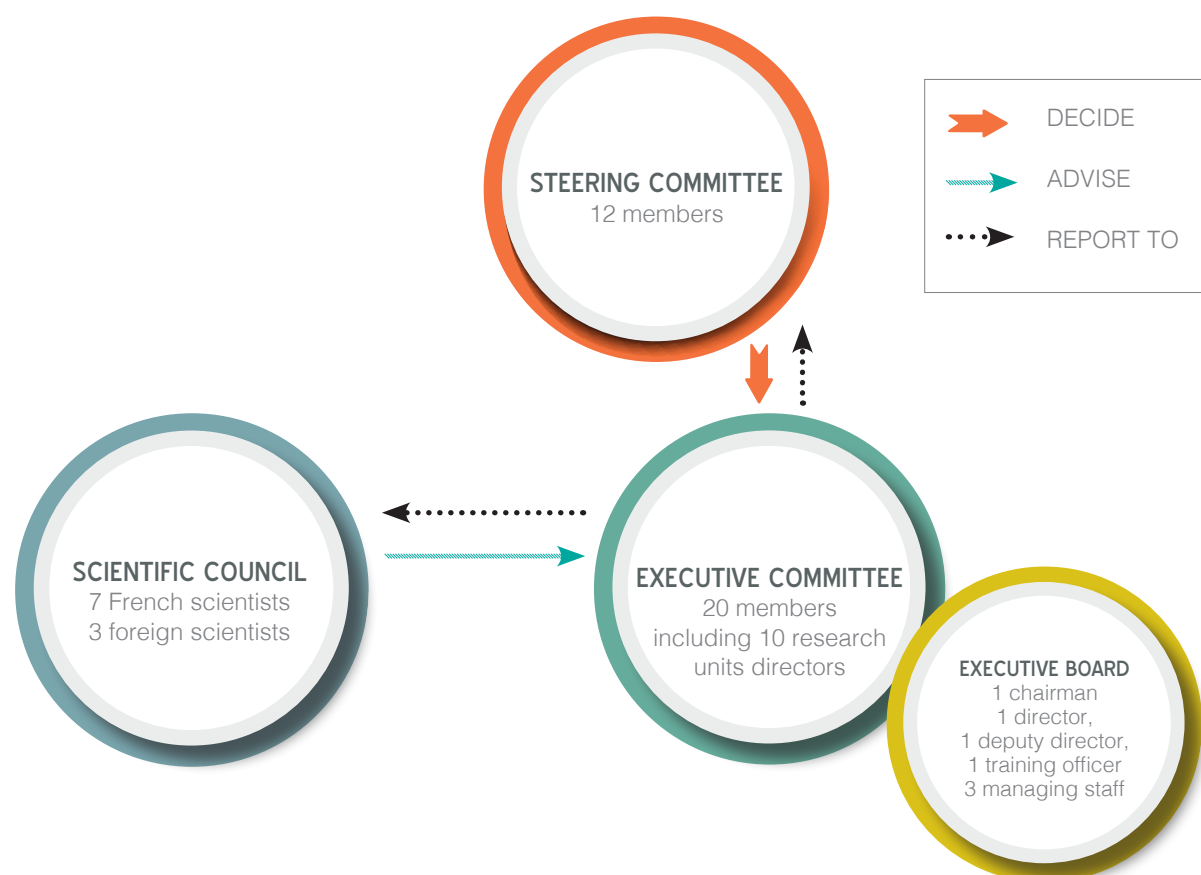 STEERING COMMITTEE
12 members
DECIDE
ADVISE
REPORT TO
SCIENTIFIC COUNCIL
7 French scientists
3 foreign scientists
EXECUTIVE COMMITTEE
20 members
including 10 research
units directors
EXECUTIVE BOARD
1 chairman
1 director,
1 deputy director,
1 training officer
3 managing staff